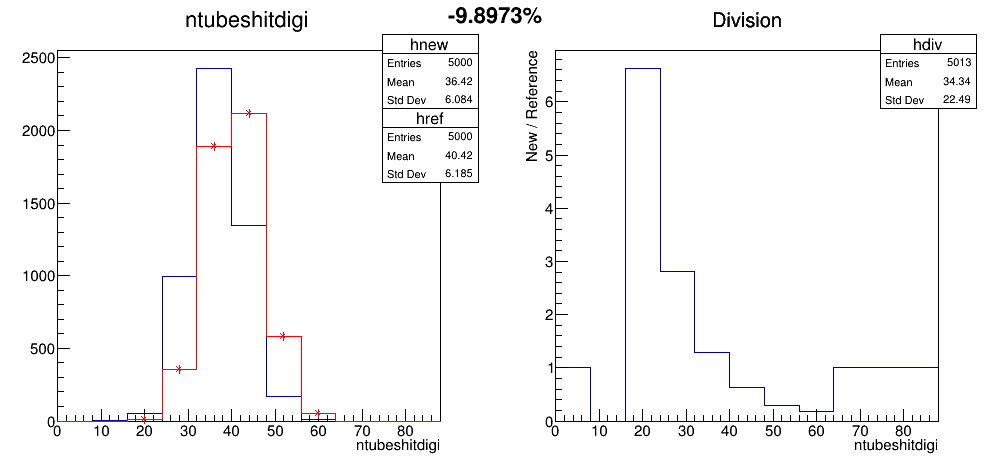 -9.8973%
ntubeshitdigi
hnew
Entries 5000
Mean 36.42
Std Dev 6.084
href
Entries 5000
Mean 40.42
Std Dev 6.185
2500
2000
1500
1000
500
0
0 10 20 30 40 50 60 70 80
ntubeshitdigi
Division
hdiv
Entries 5013
Mean 34.34
Std Dev 22.49
New / Reference
6
5
4
3
2
1
0
0 10 20 30 40 50 60 70 80
ntubeshitdigi